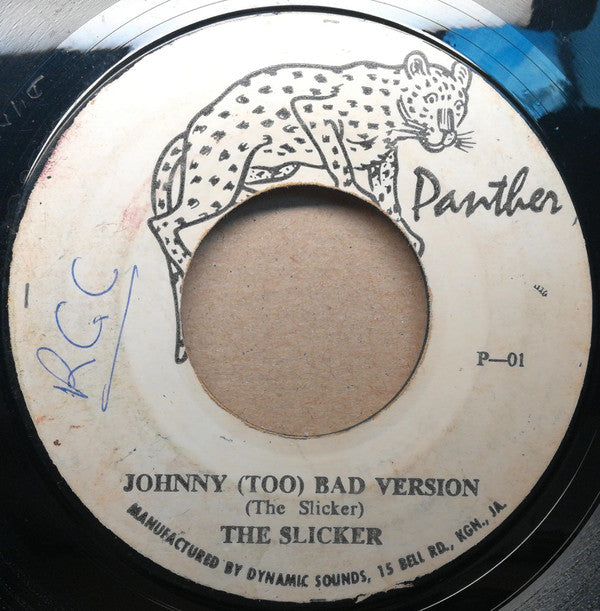 Panther
RGC
P—01
JOHNNY (TOO) BAD VERSION
(The Slicker)
THE SLICKER
MANUFACTURED BY DYNAMIC SOUNDS, 15 BELL RD., KGN., JA.